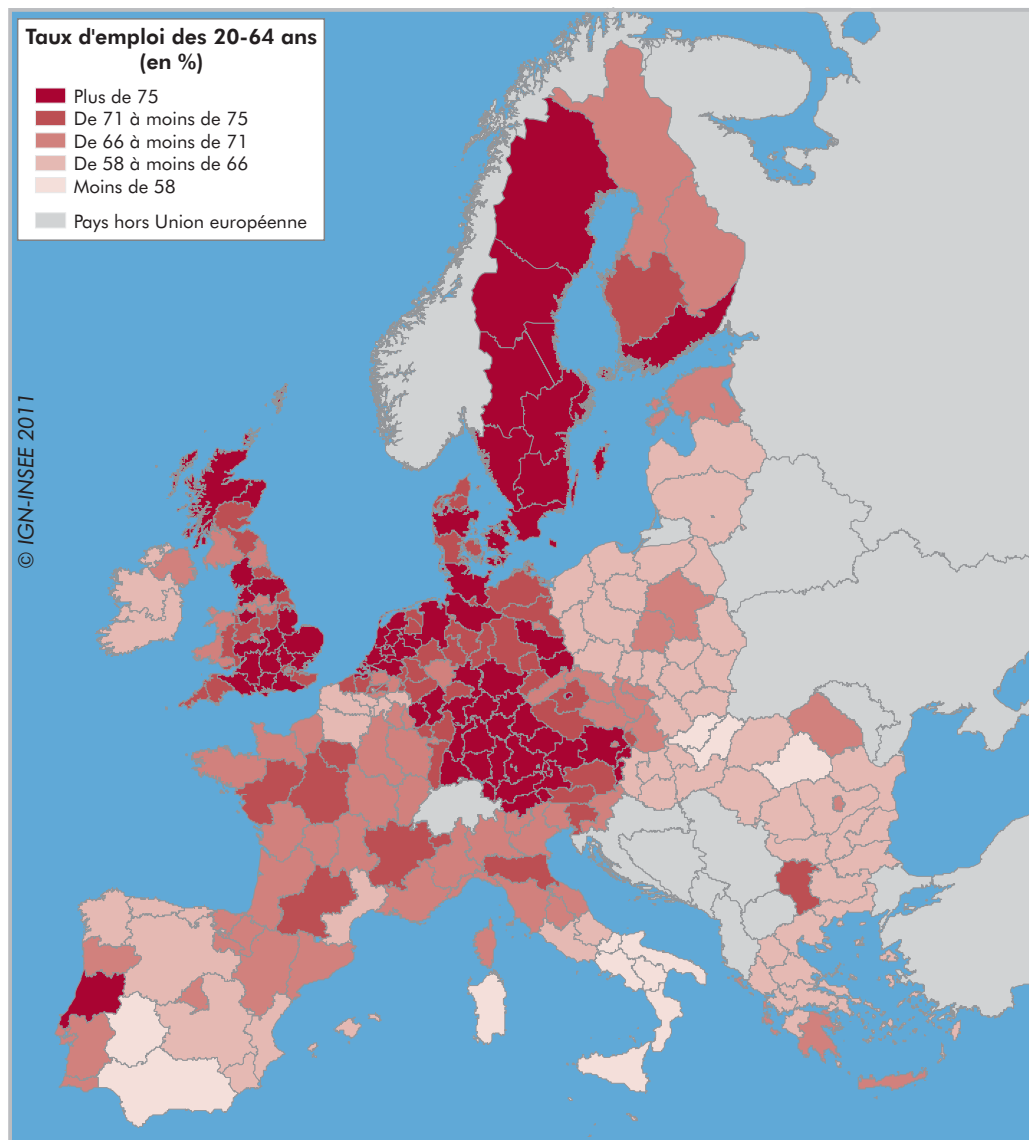 Taux d'emploi des 20-64 ans
(en %)
Plus de 75
De 71 à moins de 75
De 66 à moins de 71
De 58 à moins de 66
Moins de 58
Pays hors Union européenne
© IGN-INSEE 2011